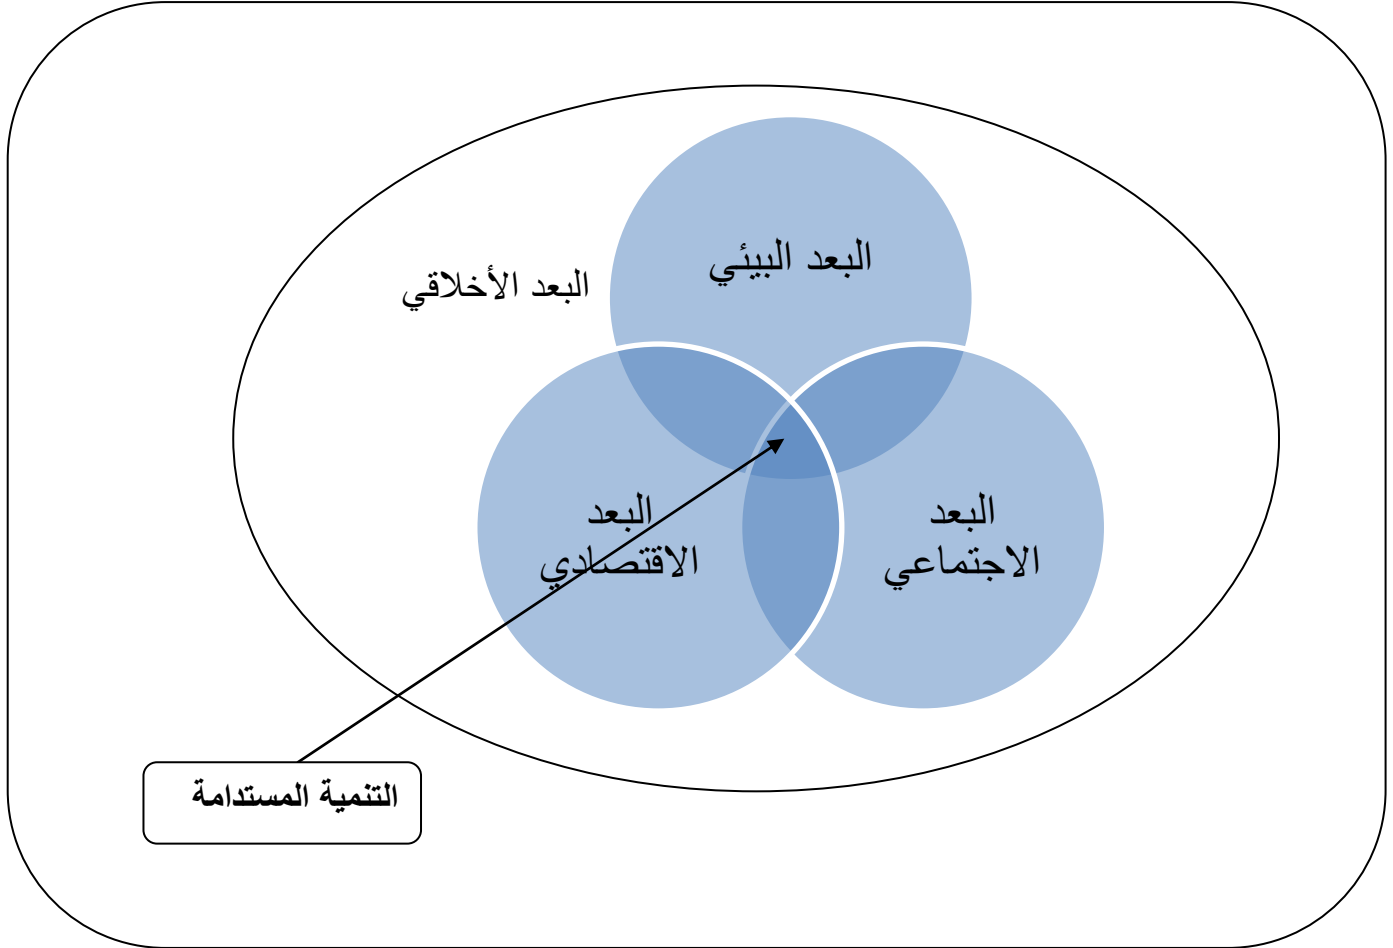 البعد البيئي
البعد الأخلاقي
البعد
الاجتماعي
البعد
الاقتصادي
التنمية المستدامة